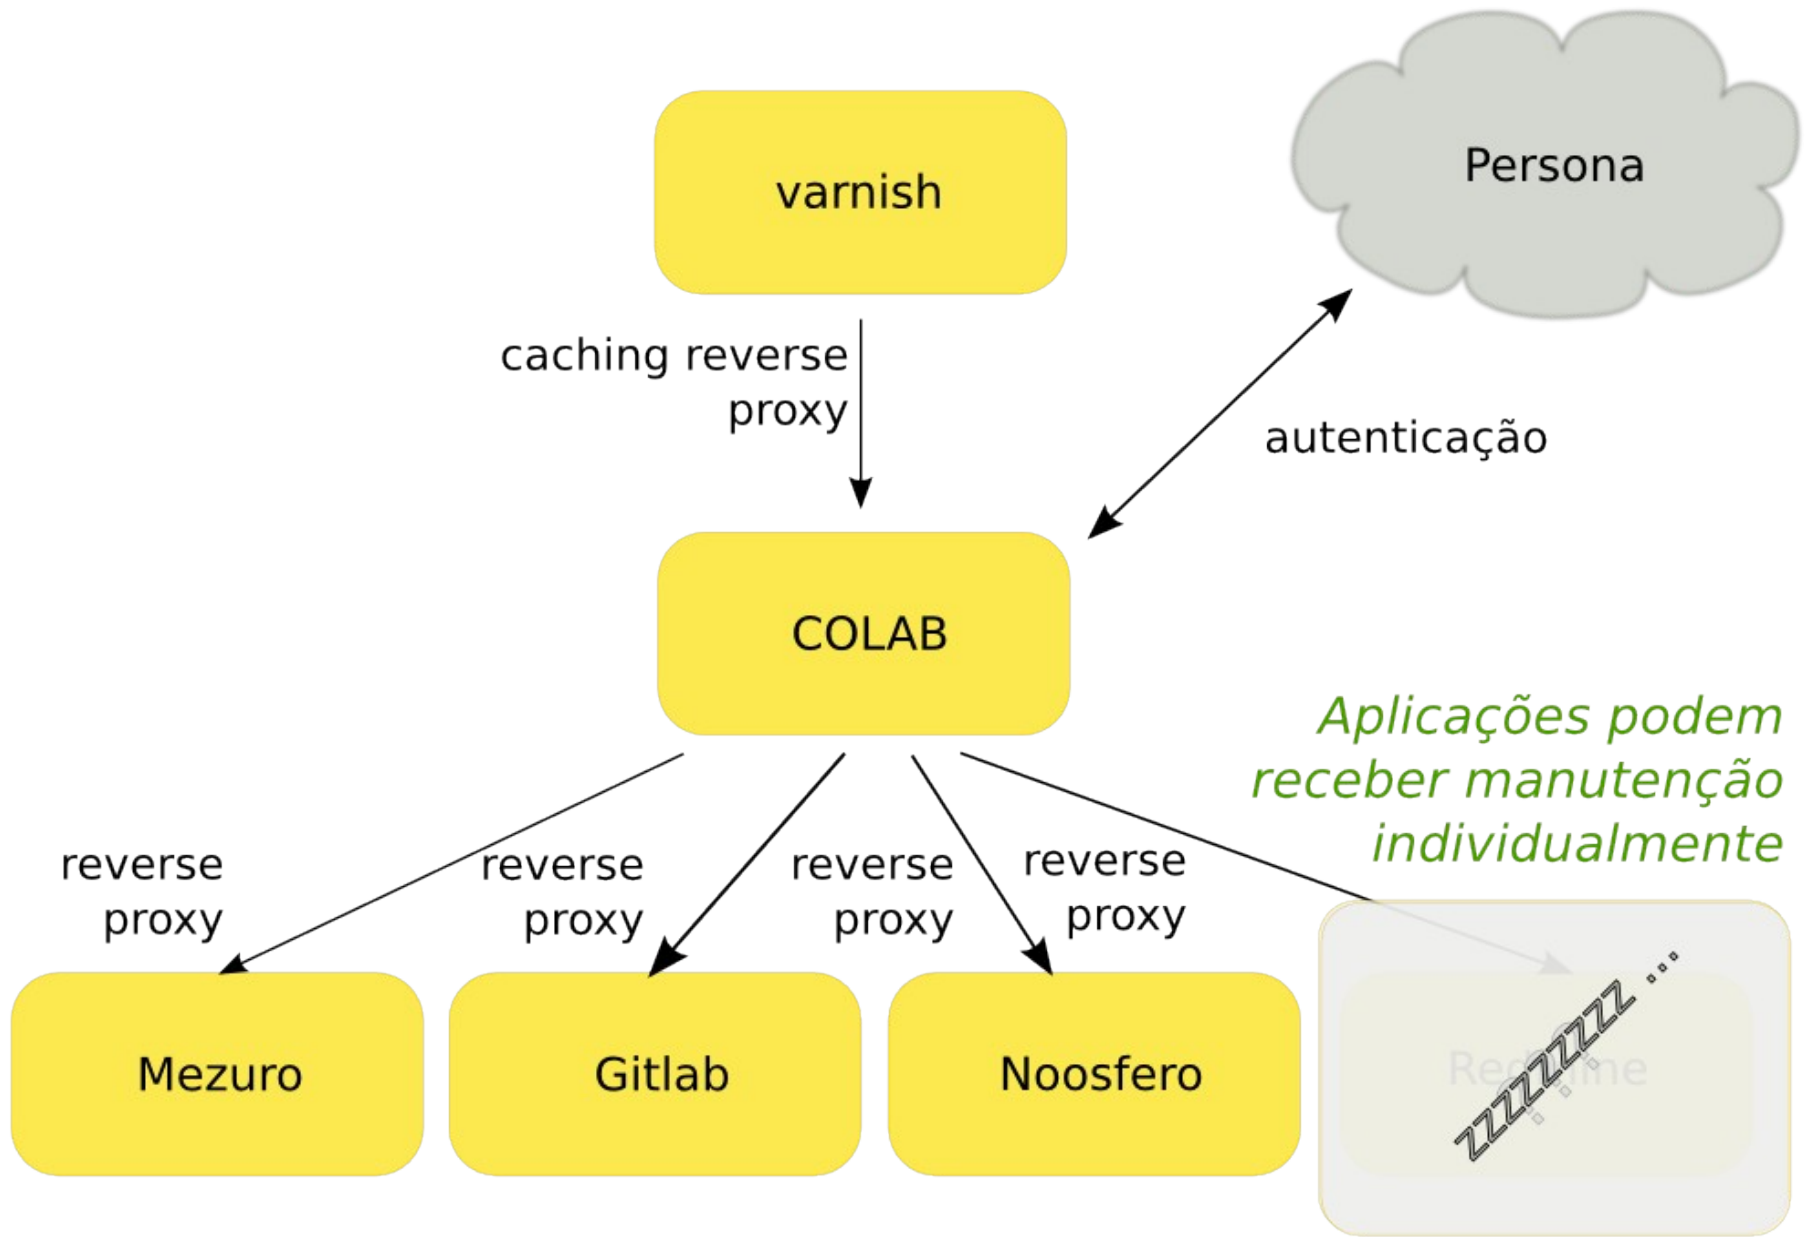 varnish
Persona
caching reverse
proxy
autenticação
COLAB
Aplicações podem
receber manutenção
individualmente
reverse
proxy
reverse
proxy
reverse
proxy
reverse
proxy
Mezuro
Gitlab
Noosfero
zzzzzzzzz ...